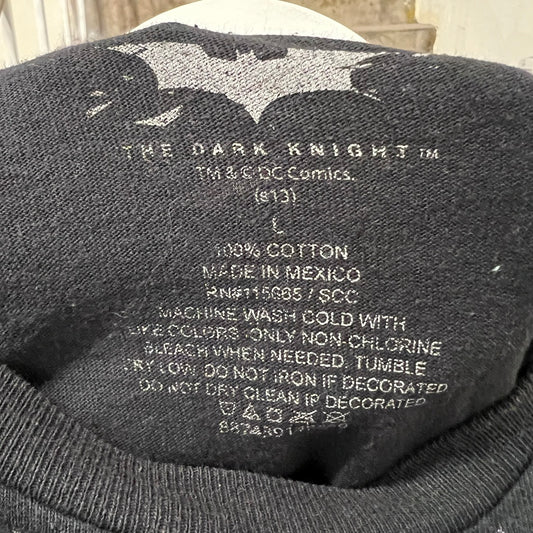 THE DARK KNIGHT TM
TM & © DC Comics.
(s13)
L
100% COTTON
MADE IN MEXICO
/ SCC
MACHINE WASH COLD WITH
LIKE COLORS. ONLY NON-CHLORINE
BLEACH WHEN NEEDED. TUMBLE
DRY LOW. DO NOT IRON IF DECORATED
DO NOT DRY CLEAN IF DECORATED